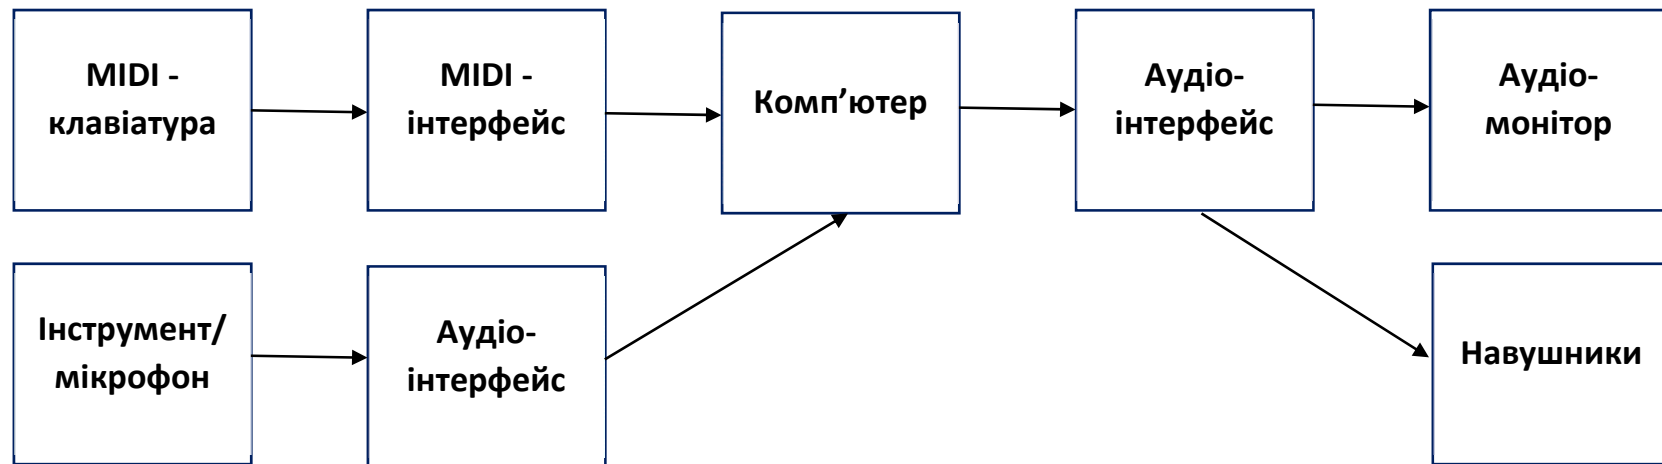 MIDI -
клавіатура
MIDI -
інтерфейс
Комп’ютер
Аудіо-
інтерфейс
Аудіо-
монітор
Інструмент/
мікрофон
Аудіо-
інтерфейс
Навушники